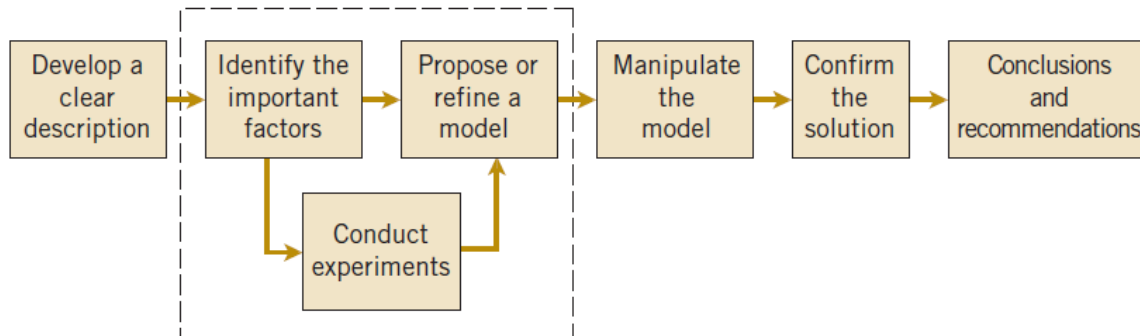 Develop a
clear
description
Identify the
important
factors
Propose or
refine a
model
Manipulate
the
model
Confirm
the
solution
Conclusions
and
recommendations
Conduct
experiments